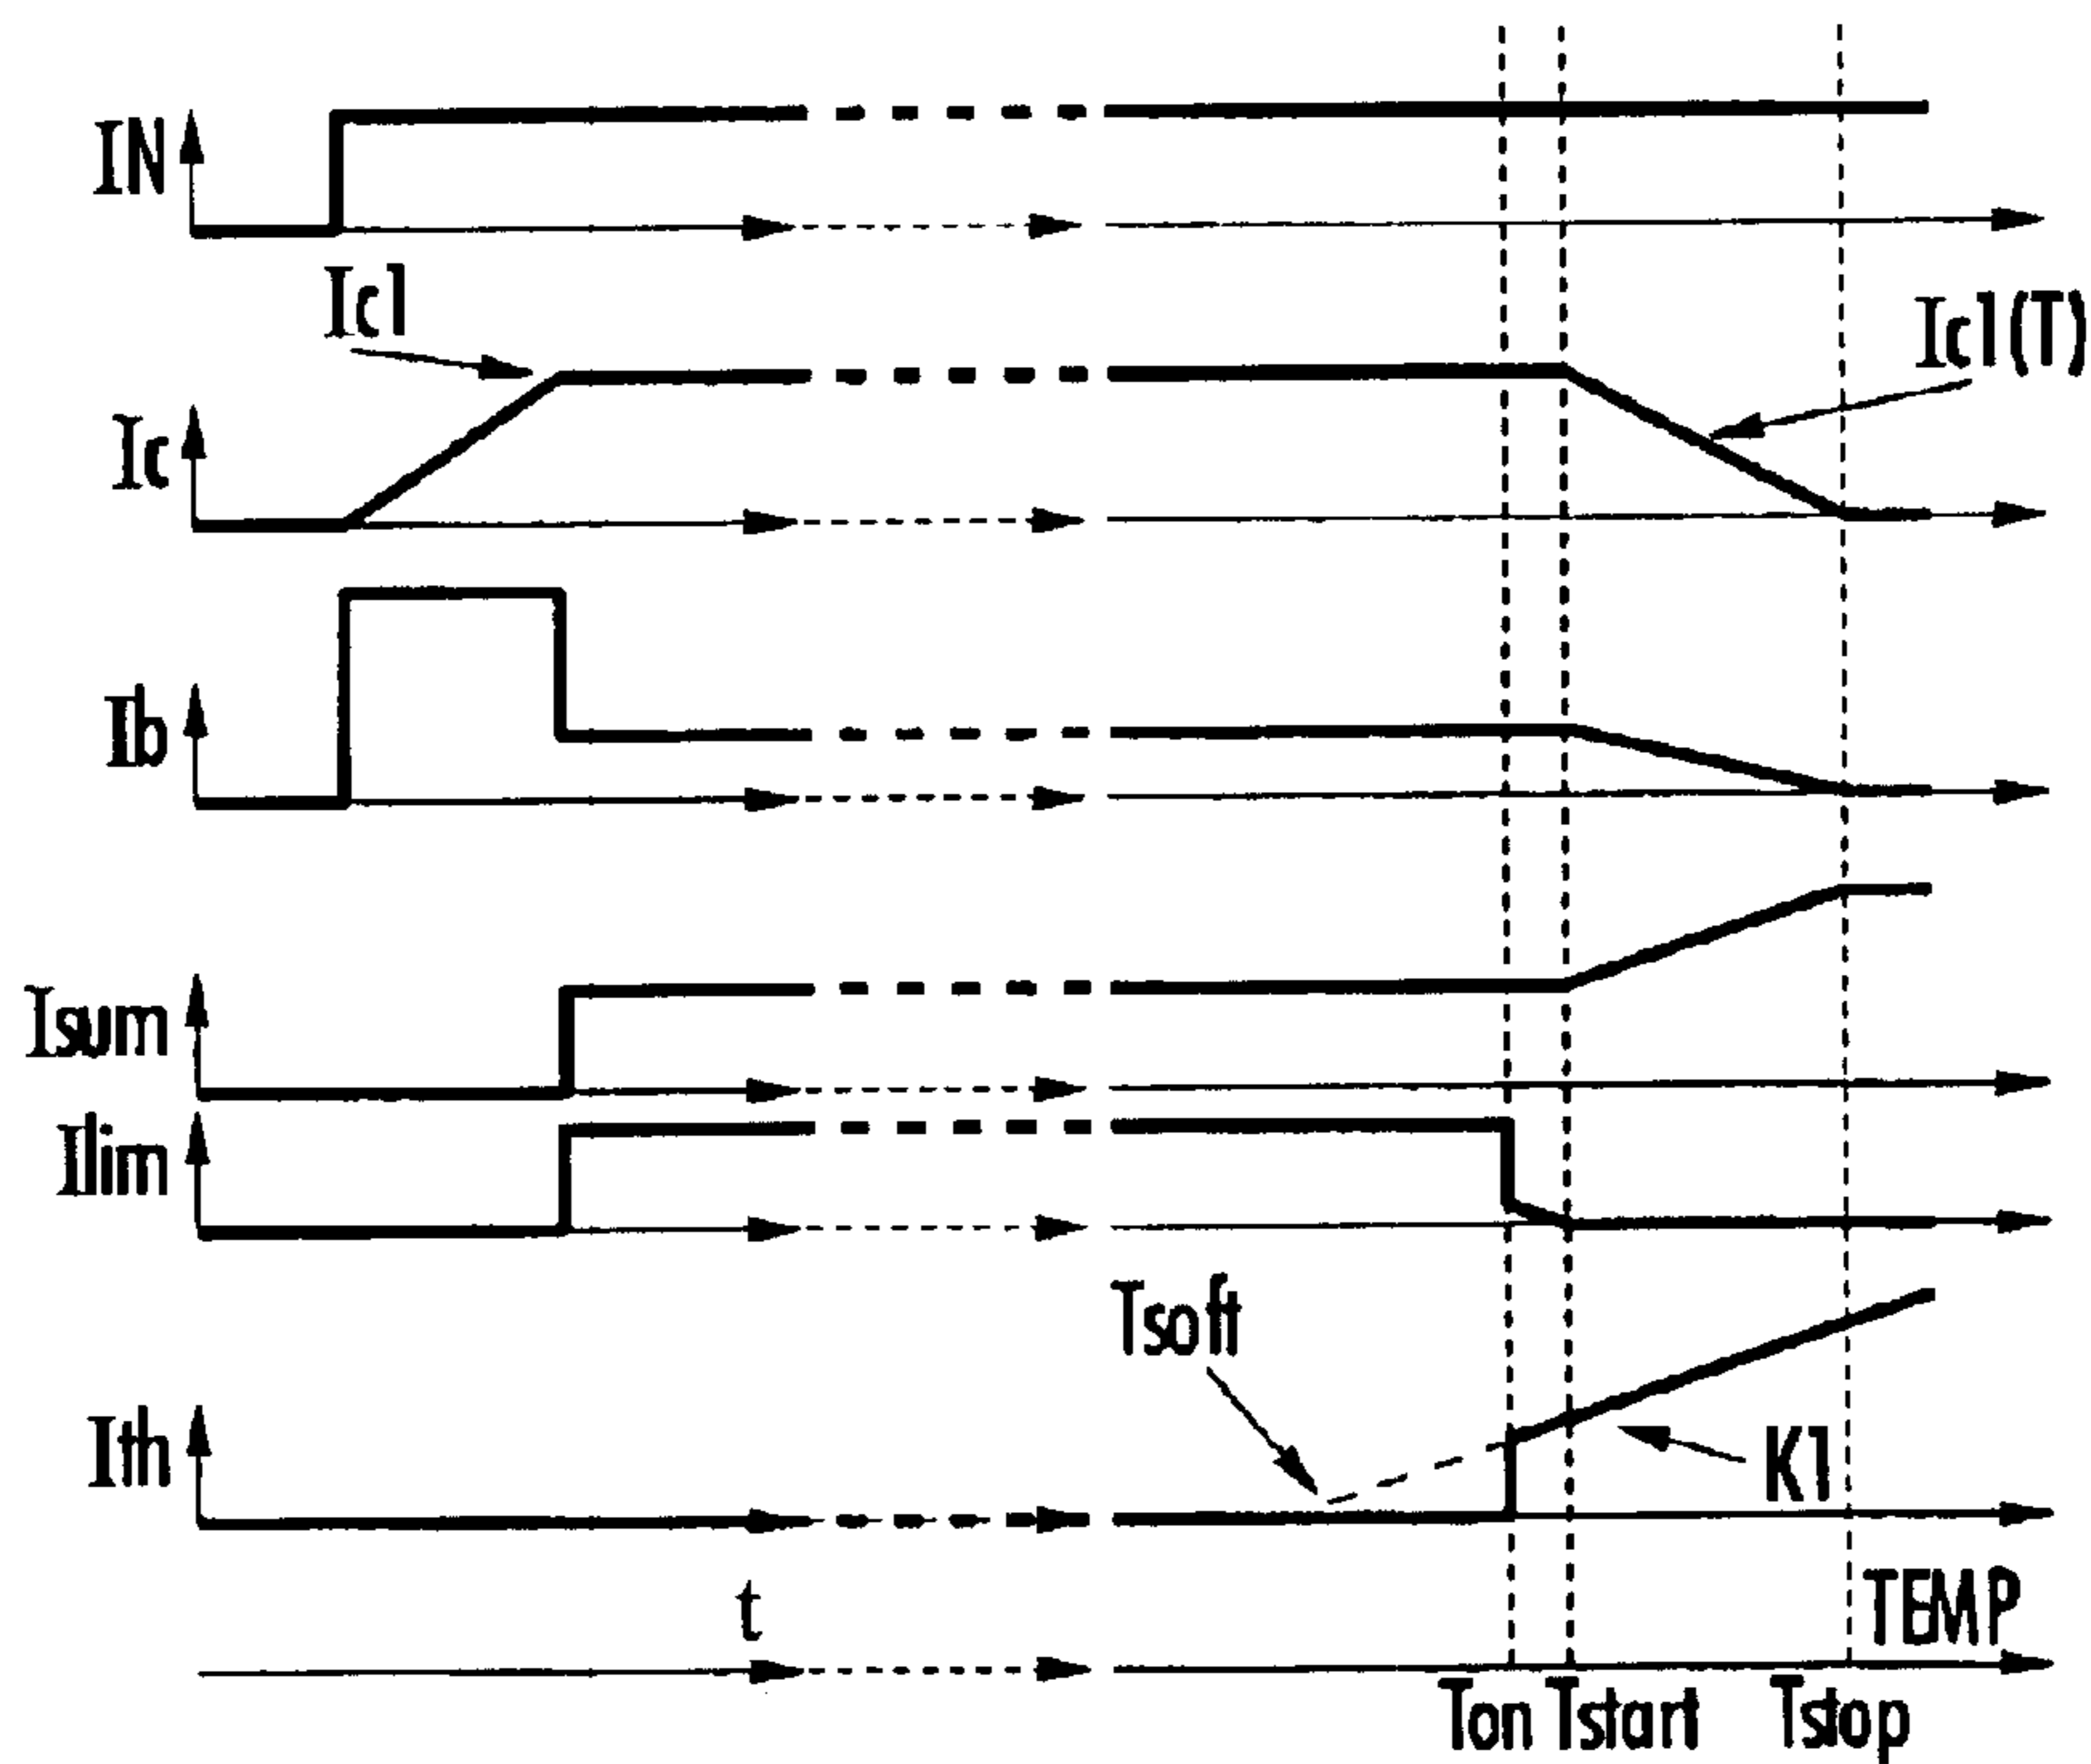 IN
Icl
Icl(T)
Ic
Ib
Isum
Ilim
Tsoft
Ith
K1
t
TEMP
Ton Tstart Tstop